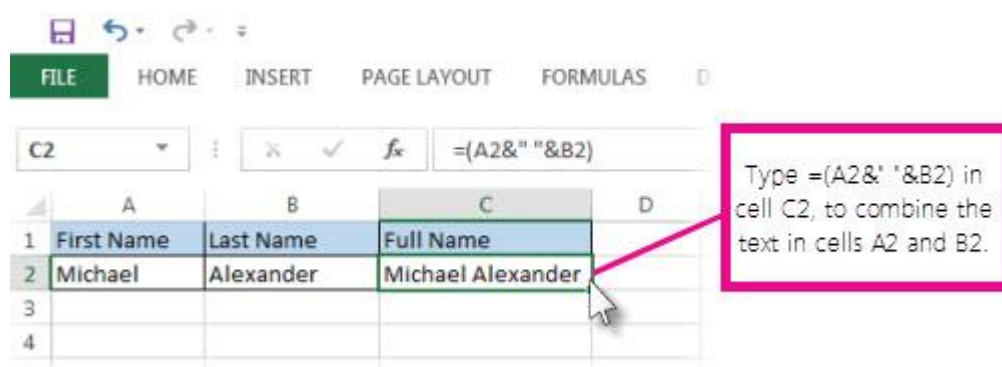 FILE HOME INSERT PAGE LAYOUT FORMULAS D
C2 fx =(A2&" "&B2)
A B C D
1 First Name Last Name Full Name
2 Michael Alexander Michael Alexander
3
4
Type =(A2&" "&B2) in
cell C2, to combine the
text in cells A2 and B2.